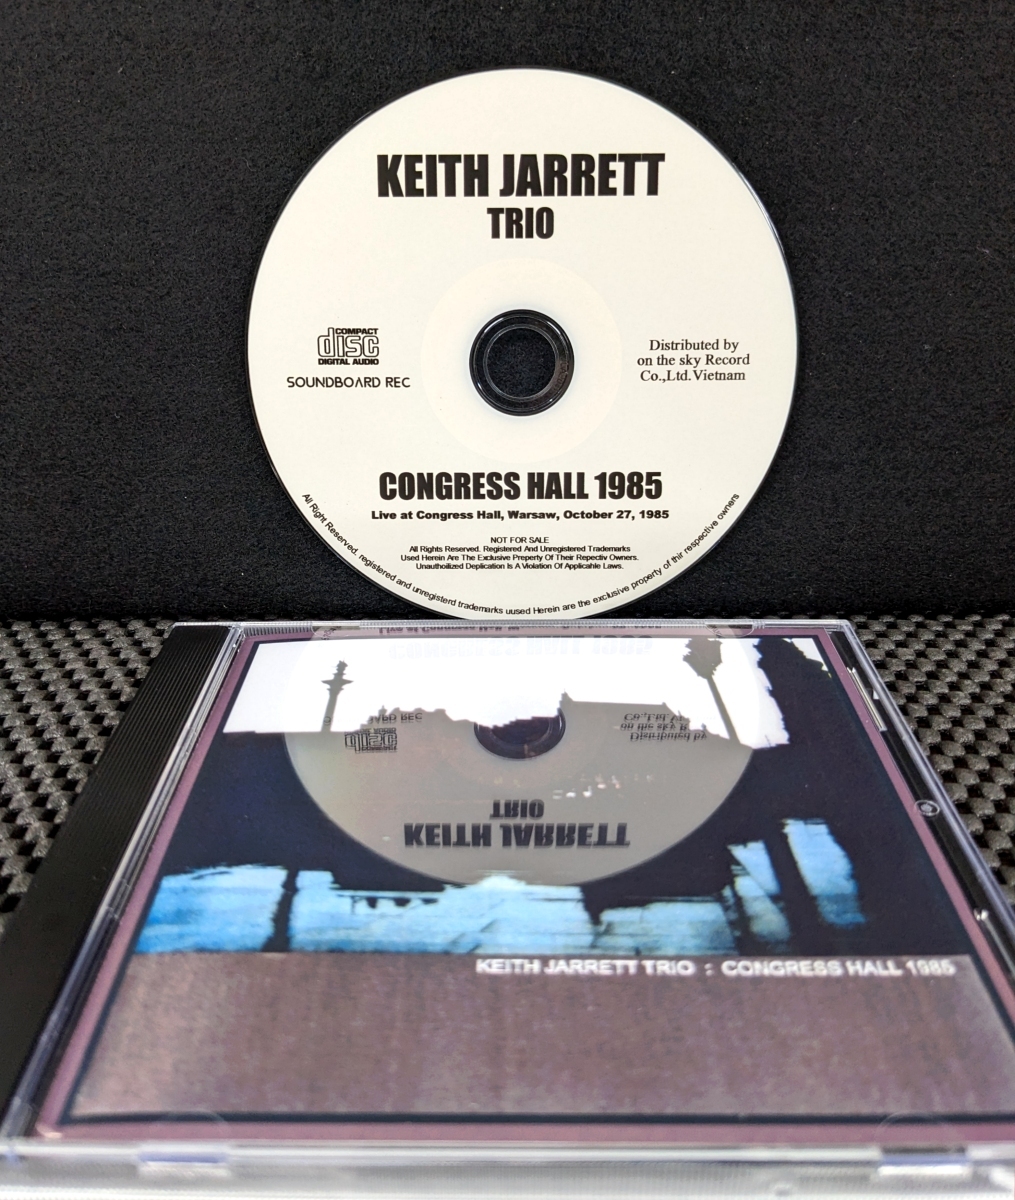 KEITH JARRETT
TRIO
COMPACT
disc
DIGITAL AUDIO
SOUNDBOARD REC
Distributed by
on the sky Record
Co.,Ltd.Vietnam
CONGRESS HALL 1985
Live at Congress Hall, Warsaw, October 27, 1985
NOT FOR SALE
All Rights Reserved. Registered And Unregistered Trademarks
Used Herein Are The Exclusive Preperty Of Their Repectiv Owners.
Unauthoilized Deplication Is A Violation Of Applicahle Laws.
All Right Reserved. registered and unregisterd trademarks uused Herein are the exclusive property of thir respective owners
KEITH JARRETT TRIO : CONGRESS HALL 1985